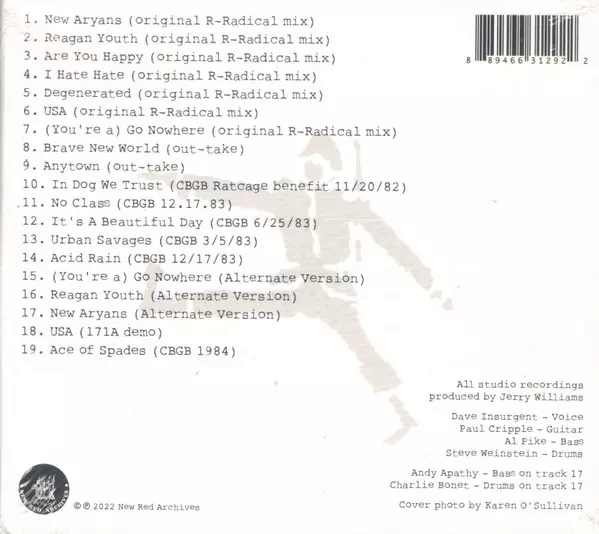 1. New Aryans (original R-Radical mix)
2. Reagan Youth (original R-Radical mix)
3. Are You Happy (original R-Radical mix)
4. I Hate Hate (original R-Radical mix)
5. Degenerated (original R-Radical mix)
6. USA (original R-Radical mix)
7. (You're a) Go Nowhere (original R-Radical mix)
8. Brave New World (out-take)
9. Anytown (out-take)
10. In Dog We Trust (CBGB Ratcage benefit 11/20/82)
11. No Class (CBGB 12.17.83)
12. It's A Beautiful Day (CBGB 6/25/83)
13. Urban Savages (CBGB 3/5/83)
14. Acid Rain (CBGB 12/17/83)
15. (You're a) Go Nowhere (Alternate Version)
16. Reagan Youth (Alternate Version)
17. New Aryans (Alternate Version)
18. USA (171A demo)
19. Ace of Spades (CBGB 1984)
8 89466 31292 2
All studio recordings
produced by Jerry Williams
Dave Insurgent - Voice
Paul Cripple - Guitar
Al Pike - Bass
Steve Weinstein - Drums
Andy Apathy - Bass on track 17
Charlie Bonet - Drums on track 17
Cover photo by Karen O'Sullivan
NEW RED ARCHIVES
©℗ 2022 New Red Archives